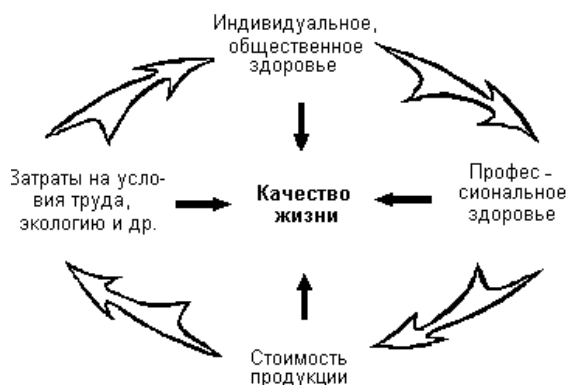 Индивидуальное,
общественное
здоровье
Затраты на усло-
вия труда,
экологию и др.
Качество
жизни
Профес -
сиональное
здоровье
Стоимость
продукции